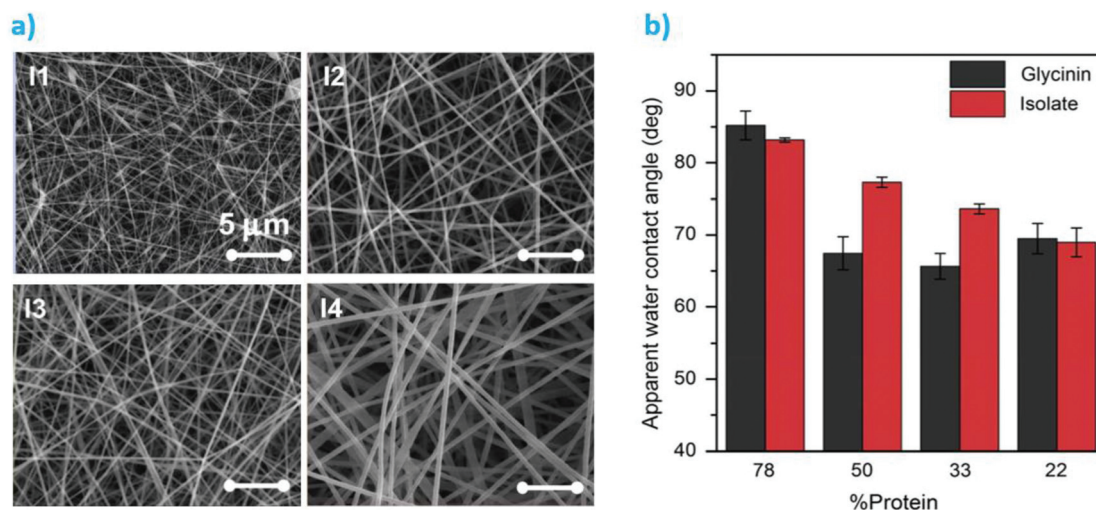 a)
I1
5 μm
I2
I3
I4
b)
Glycinin
Isolate
Apparent water contact angle (deg)
90
80
70
60
50
40
78 50 33 22
%Protein